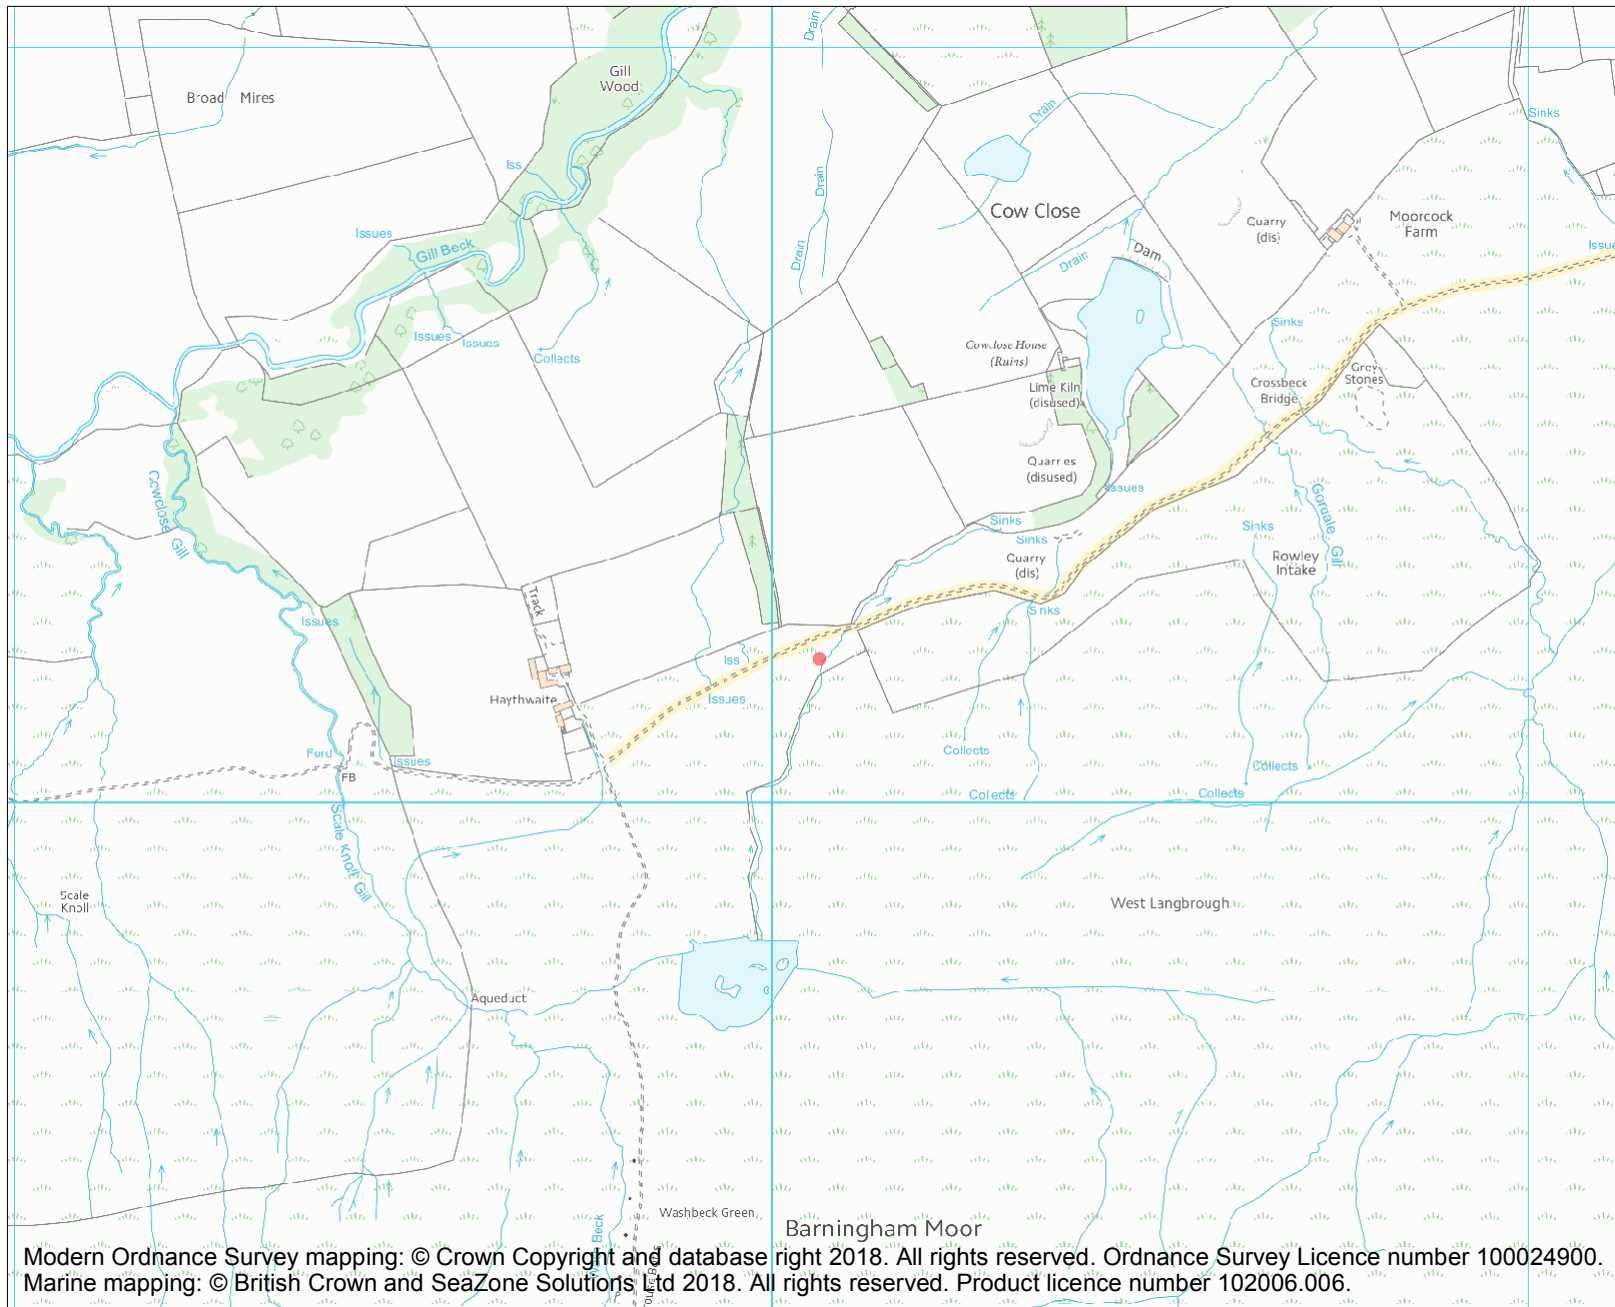 Drain
Gill
Wood
Broad Mires
Drain
Sinks
Iss
Drain
Cow Close
Moorcock
Farm
Quarry
(dis)
Issues
Gill Beck
Drain
Drain
Dam
Issues
Issues
Collects
Sinks
Cowclose House
(Ruins)
Lime Kiln
(disused)
Crossbeck
Bridge
Grey
Stones
Quarries
(disused)
Issues
Cowclose Gill
Gordale Gill
Sinks
Sinks
Sinks
Quarry
(dis)
Rowley
Intake
Track
Sinks
Issues
Iss
Haythwaite
Issues
Ford
FB
Issues
Collects
Collects
Collects
Collects
Scale Knoll Gill
Scale
Knoll
West Langbrough
Aqueduct
Washbeck Green
Beck
Barningham Moor
Modern Ordnance Survey mapping: © Crown Copyright and database right 2018. All rights reserved. Ordnance Survey Licence number 100024900.
Marine mapping: © British Crown and SeaZone Solutions Ltd 2018. All rights reserved. Product licence number 102006.006.